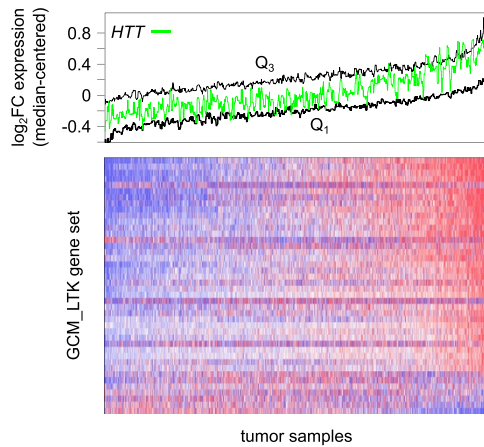 log2FC expression
(median-centered)
0.8
0.4
0
-0.4
HTT
Q3
Q1
GCM_LTK gene set
tumor samples